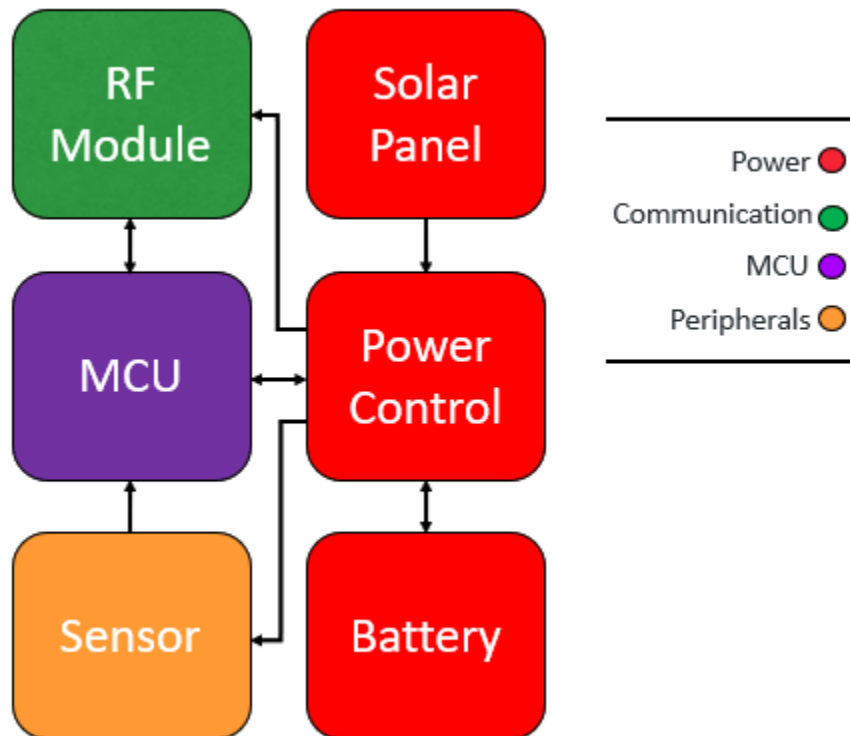 RF
Module
Solar
Panel
MCU
Power
Control
Sensor
Battery
Power
Communication
MCU
Peripherals